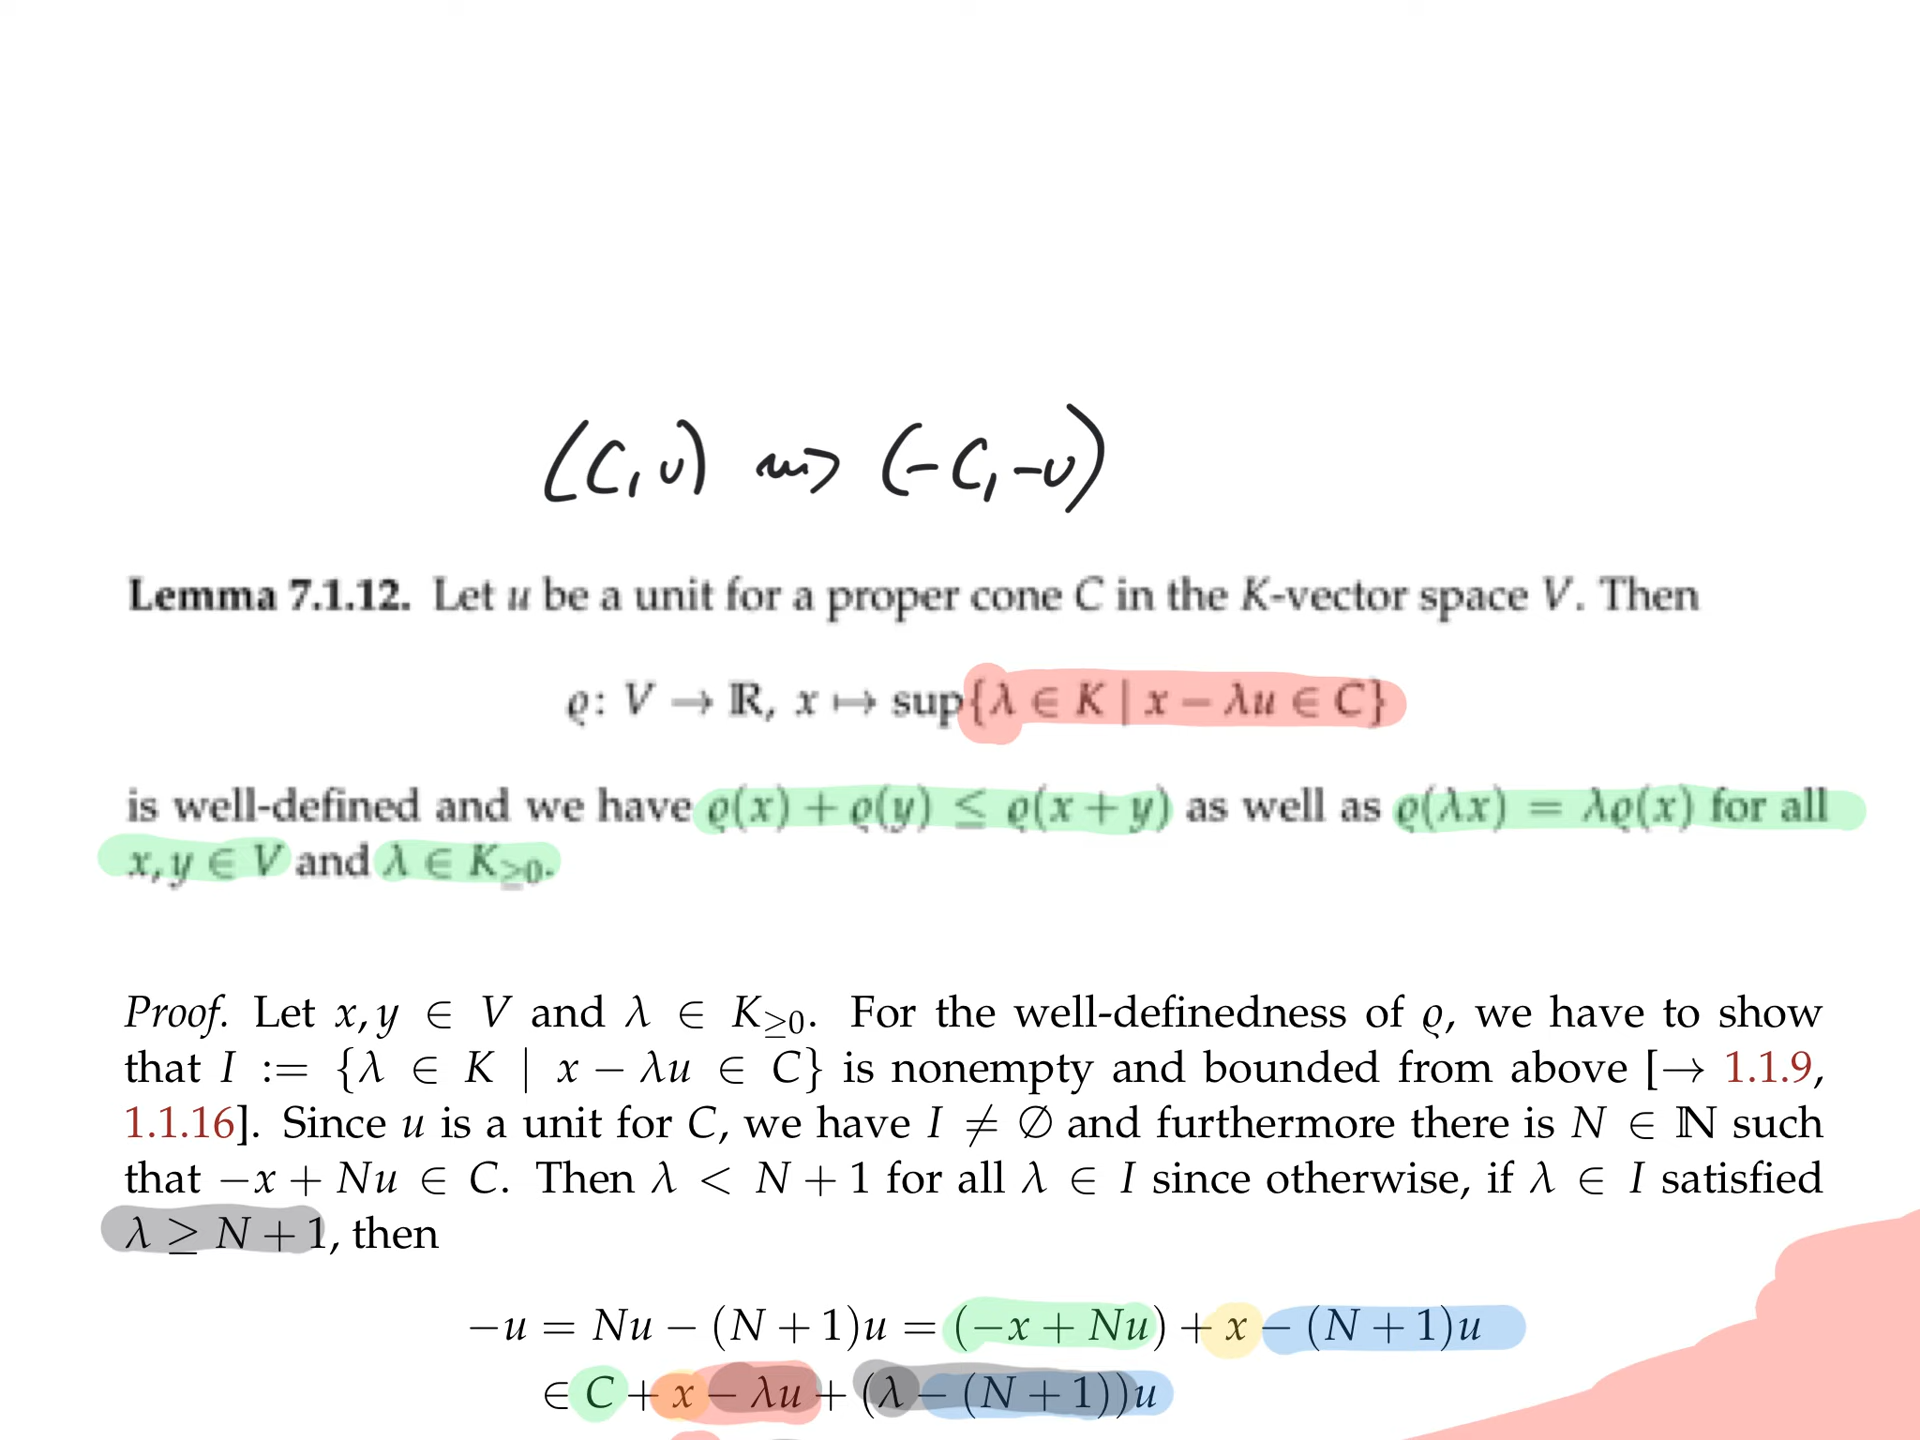 (C, u) ⇝ (-C, -u)
Lemma 7.1.12. Let u be a unit for a proper cone C in the K-vector space V. Then
ϱ: V → ℝ, x ↦ sup{λ ∈ K | x − λu ∈ C}
is well-defined and we have ϱ(x) + ϱ(y) ≤ ϱ(x + y) as well as ϱ(λx) = λϱ(x) for all
x, y ∈ V and λ ∈ K≥0.
Proof. Let x, y ∈ V and λ ∈ K≥0. For the well-definedness of ϱ, we have to show
that I := {λ ∈ K | x − λu ∈ C} is nonempty and bounded from above [→ 1.1.9,
1.1.16]. Since u is a unit for C, we have I ≠ ∅ and furthermore there is N ∈ ℕ such
that −x + Nu ∈ C. Then λ < N + 1 for all λ ∈ I since otherwise, if λ ∈ I satisfied
λ ≥ N + 1, then
−u = Nu − (N + 1)u = (−x + Nu) + x − (N + 1)u
∈ C + x − λu + (λ − (N + 1))u